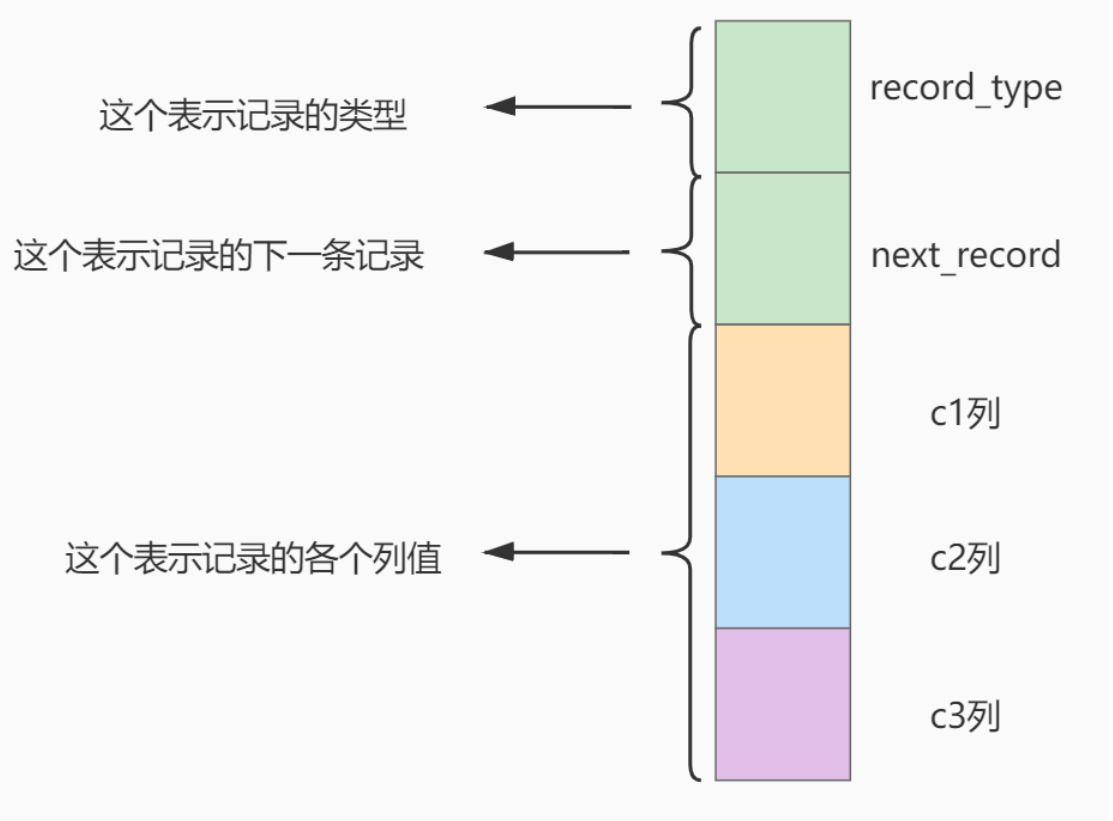 这个表示记录的类型
record_type
这个表示记录的下一条记录
next_record
c1列
这个表示记录的各个列值
c2列
c3列